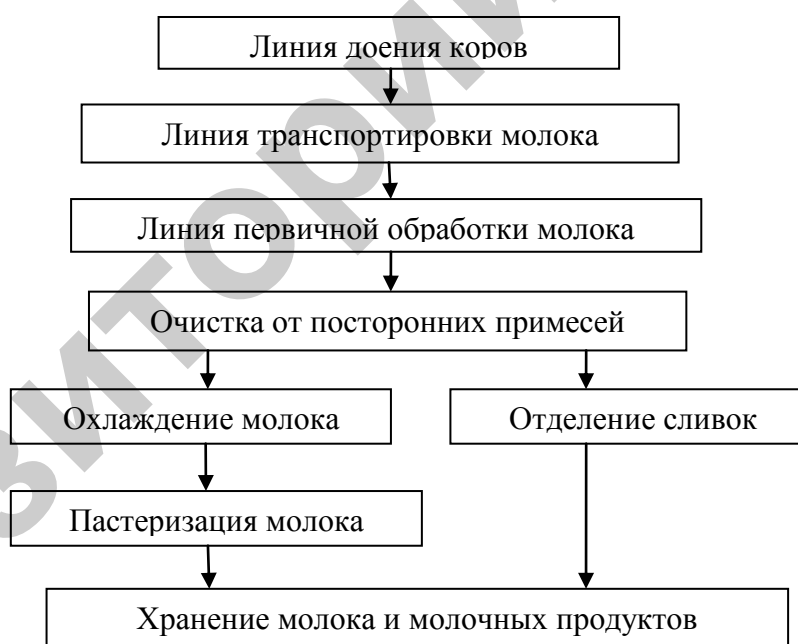 Линия доения коров
Линия транспортировки молока
Линия первичной обработки молока
Очистка от посторонних примесей
Охлаждение молока
Отделение сливок
Пастеризация молока
Хранение молока и молочных продуктов